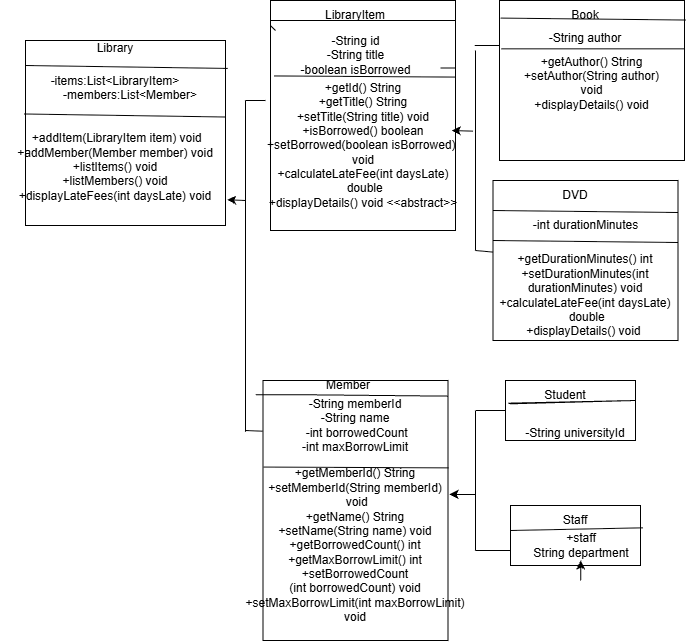 Library
-items:List<LibraryItem>
-members:List<Member>
+addItem(LibraryItem item) void
+addMember(Member member) void
+listItems() void
+listMembers() void
+displayLateFees(int daysLate) void
LibraryItem
-String id
-String title
-boolean isBorrowed
+getId() String
+getTitle() String
+setTitle(String title) void
+isBorrowed() boolean
+setBorrowed(boolean isBorrowed)
void
+calculateLateFee(int daysLate)
double
+displayDetails() void <<abstract>>
Book
-String author
+getAuthor() String
+setAuthor(String author)
void
+displayDetails() void
DVD
-int durationMinutes
+getDurationMinutes() int
+setDurationMinutes(int
durationMinutes) void
+calculateLateFee(int daysLate)
double
+displayDetails() void
Member
-String memberId
-String name
-int borrowedCount
-int maxBorrowLimit
+getMemberId() String
+setMemberId(String memberId)
void
+getName() String
+setName(String name) void
+getBorrowedCount() int
+getMaxBorrowLimit() int
+setBorrowedCount
(int borrowedCount) void
+setMaxBorrowLimit(int maxBorrowLimit)
void
Student
-String universityId
Staff
+staff
String department